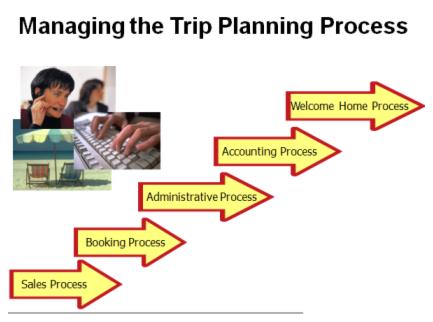 Managing the Trip Planning Process
Welcome Home Process
Accounting Process
Administrative Process
Booking Process
Sales Process